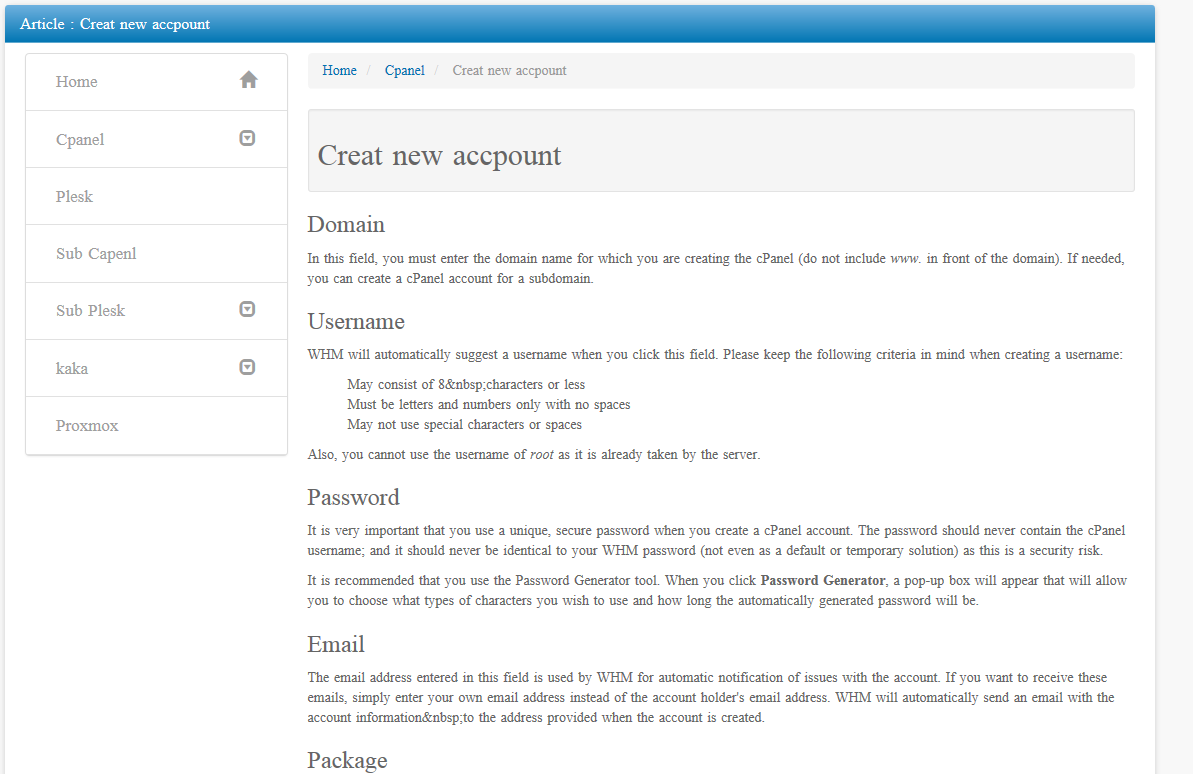 Article : Creat new accpount
Home
Cpanel
Plesk
Sub Capenl
Sub Plesk
kaka
Proxmox
Home / Cpanel / Creat new accpount
Creat new accpount
Domain
In this field, you must enter the domain name for which you are creating the cPanel (do not include www. in front of the domain). If needed,
you can create a cPanel account for a subdomain.
Username
WHM will automatically suggest a username when you click this field. Please keep the following criteria in mind when creating a username:
May consist of 8&nbsp;characters or less
Must be letters and numbers only with no spaces
May not use special characters or spaces
Also, you cannot use the username of root as it is already taken by the server.
Password
It is very important that you use a unique, secure password when you create a cPanel account. The password should never contain the cPanel
username; and it should never be identical to your WHM password (not even as a default or temporary solution) as this is a security risk.
It is recommended that you use the Password Generator tool. When you click Password Generator, a pop-up box will appear that will allow
you to choose what types of characters you wish to use and how long the automatically generated password will be.
Email
The email address entered in this field is used by WHM for automatic notification of issues with the account. If you want to receive these
emails, simply enter your own email address instead of the account holder's email address. WHM will automatically send an email with the
account information&nbsp;to the address provided when the account is created.
Package